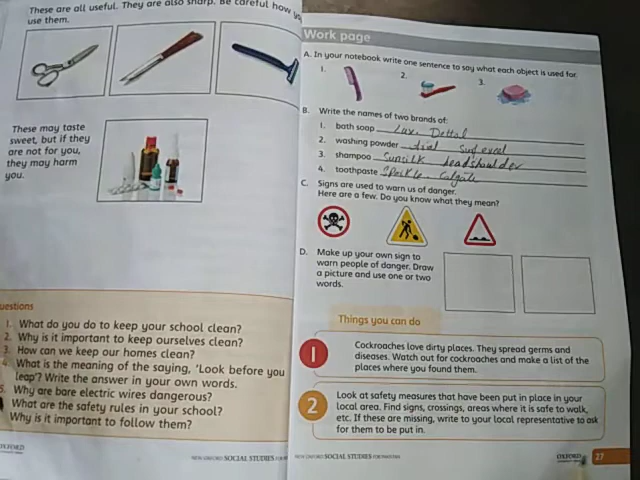 These are all useful. They are also sharp. Be careful how you
use them.
These may taste
sweet, but if they
are not for you,
they may harm
you.
uestions
1. What do you do to keep your school clean?
2. Why is it important to keep ourselves clean?
3. How can we keep our homes clean?
What is the meaning of the saying, 'Look before you
leap'? Write the answer in your own words.
5. Why are bare electric wires dangerous?
What are the safety rules in your school?
Why is it important to follow them?
OXFORD
NEW OXFORD SOCIAL STUDIES
Work page
A. In your notebook write one sentence to say what each object is used for.
1. 2. 3.
B. Write the names of two brands of:
1. bath soap Lux Dettol
2. washing powder
3. shampoo Sunsilk
4. toothpaste
C. Signs are used to warn us of danger.
Here are a few. Do you know what they mean?
D. Make up your own sign to
warn people of danger. Draw
a picture and use one or two
words.
Things you can do
1
Cockroaches love dirty places. They spread germs and
diseases. Watch out for cockroaches and make a list of the
places where you found them.
2
Look at safety measures that have been put in place in your
local area. Find signs, crossings, areas where it is safe to walk,
etc. If these are missing, write to your local representative to ask
for them to be put in.
NEW OXFORD SOCIAL STUDIES FOR PAKISTAN
OXFORD
27